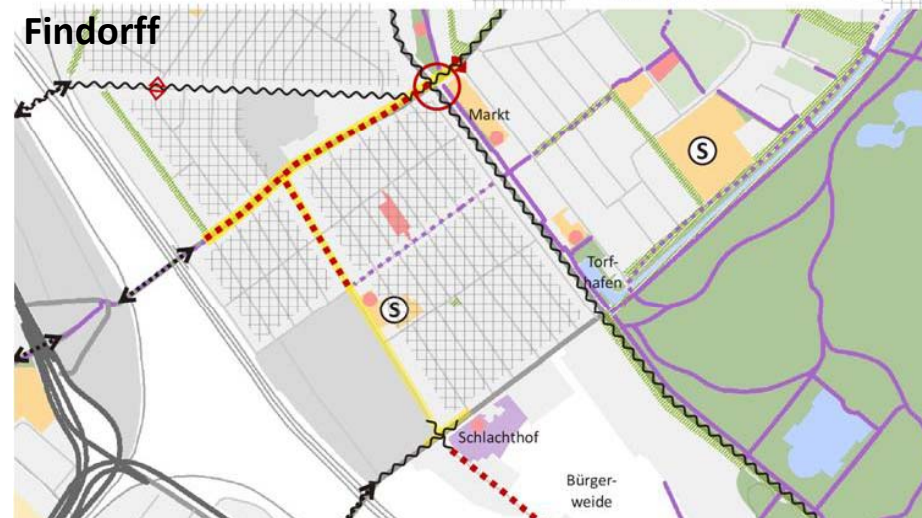 Findorff
Markt
S
Torf-
hafen
S
Schlachthof
Bürger-
weide